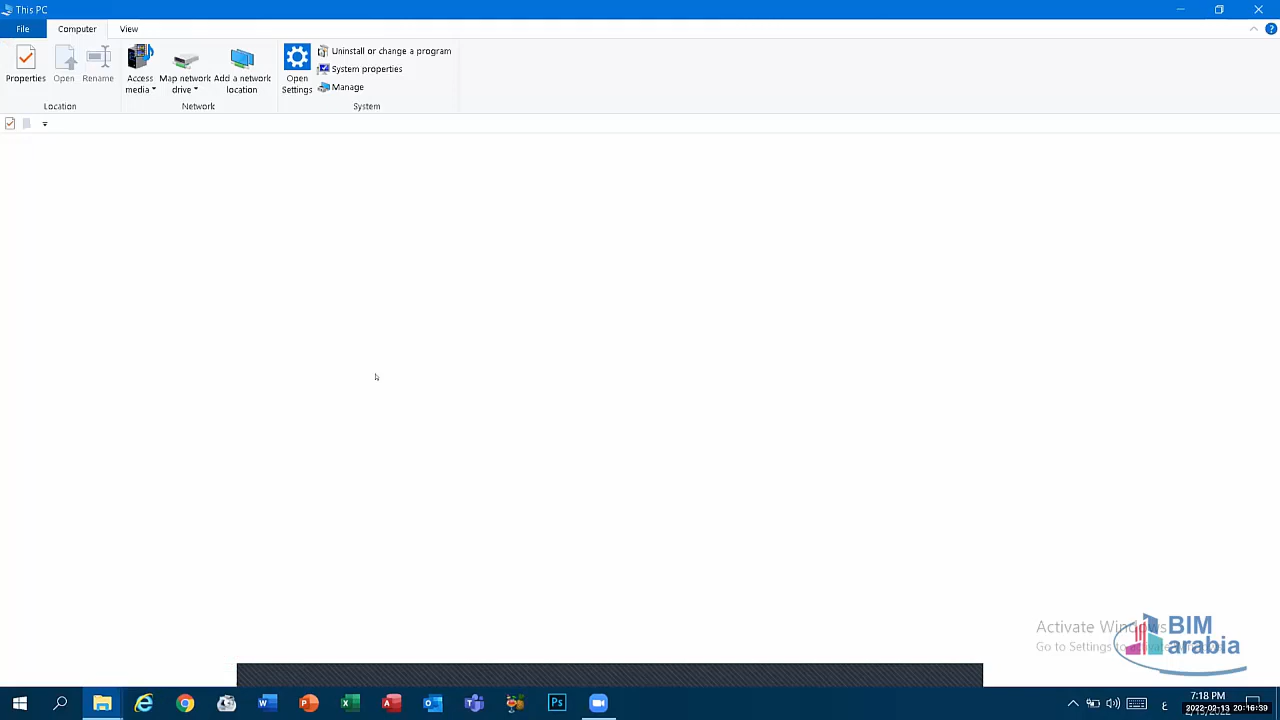 This PC
File
Computer
View
Properties
Open
Rename
Access media
Map network drive
Add a network location
Open Settings
Uninstall or change a program
System properties
Manage
Location
Network
System
Activate Windows
Go to Settings to activate
BIM
arabia
7:18 PM
2022-02-13 20:16:39